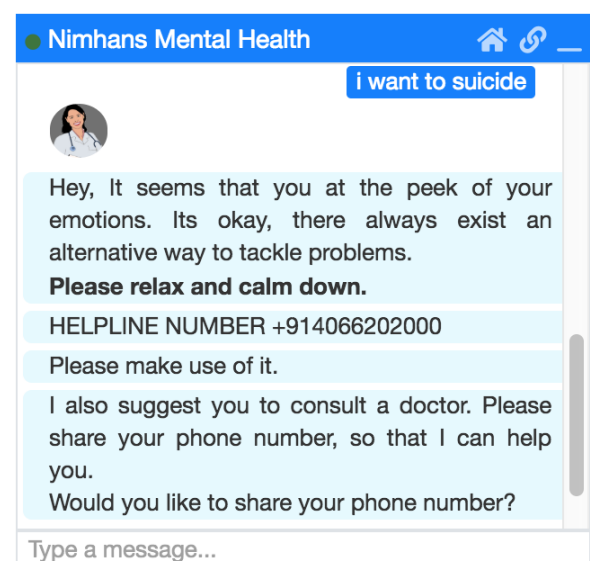 Nimhans Mental Health
i want to suicide
Hey, It seems that you at the peek of your
emotions. Its okay, there always exist an
alternative way to tackle problems.
Please relax and calm down.
HELPLINE NUMBER +914066202000
Please make use of it.
I also suggest you to consult a doctor. Please
share your phone number, so that I can help
you.
Would you like to share your phone number?
Type a message...